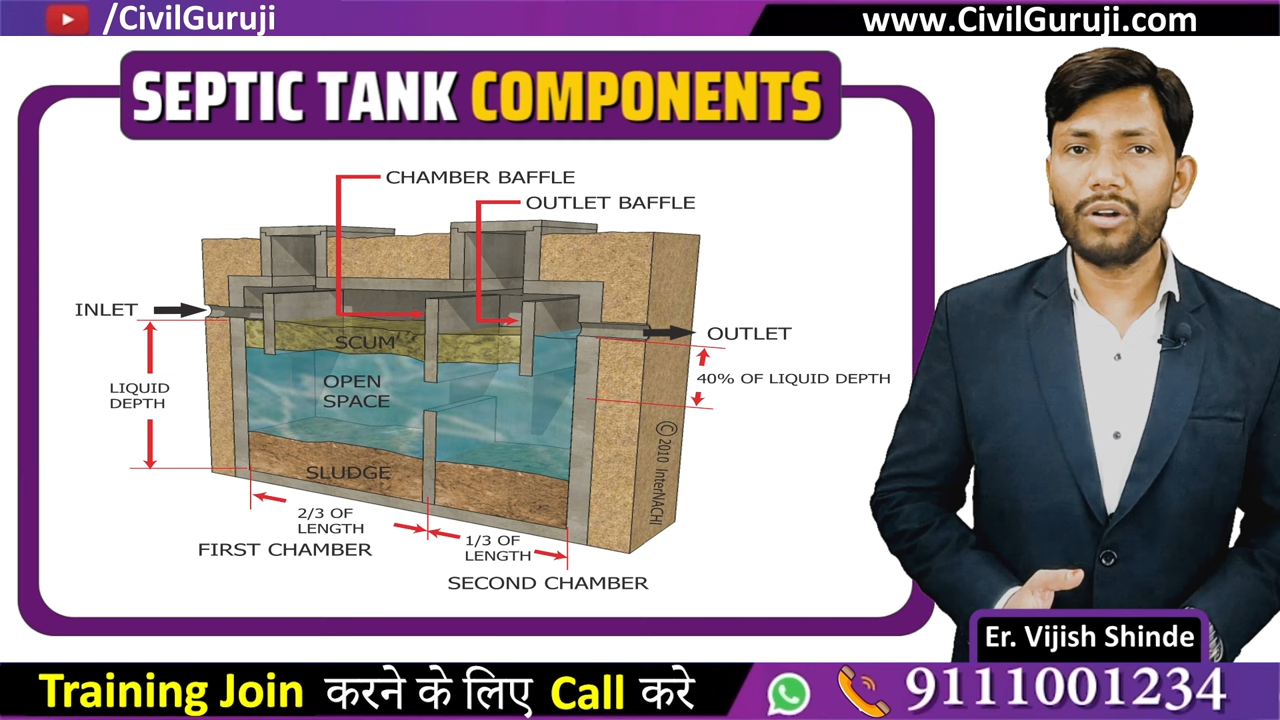 /CivilGuruji
www.CivilGuruji.com
SEPTIC TANK COMPONENTS
CHAMBER BAFFLE
OUTLET BAFFLE
INLET
SCUM
OUTLET
LIQUID
DEPTH
OPEN
SPACE
40% OF LIQUID DEPTH
SLUDGE
© 2010 InterNACHI
2/3 OF
LENGTH
FIRST CHAMBER
1/3 OF
LENGTH
SECOND CHAMBER
Er. Vijish Shinde
Training Join करने के लिए Call करे
9111001234